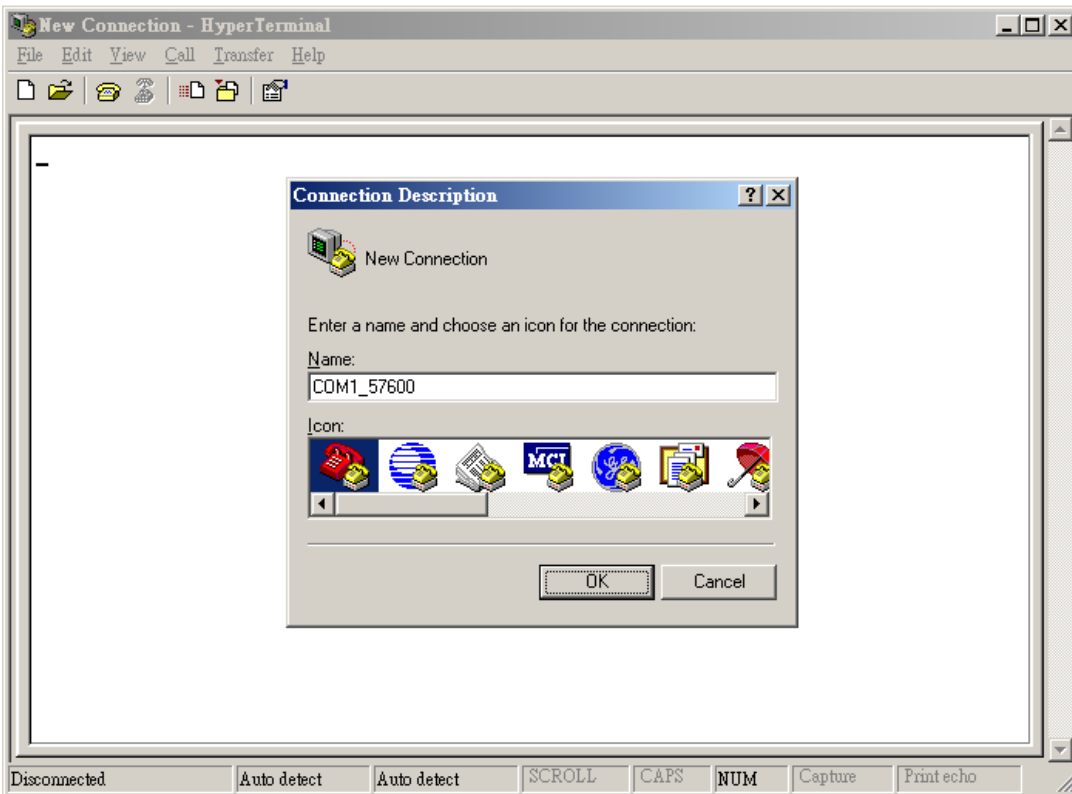 New Connection - HyperTerminal
File Edit View Call Transfer Help
Connection Description
New Connection
Enter a name and choose an icon for the connection:
Name:
COM1_57600
Icon:
MCI
OK Cancel
Disconnected Auto detect Auto detect SCROLL CAPS NUM Capture Print echo